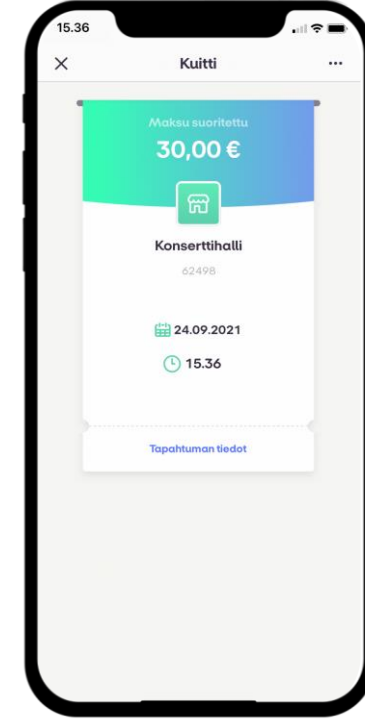 15.36
Kuitti
Maksu suoritettu
30,00 €
Konserttihalli
62498
24.09.2021
15.36
Tapahtuman tiedot